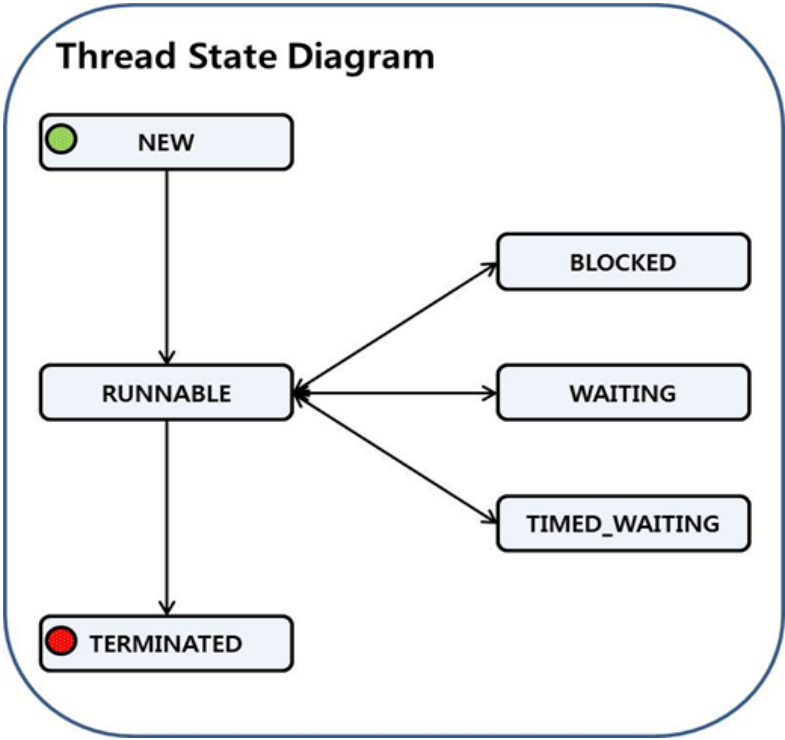 Thread State Diagram
NEW
BLOCKED
RUNNABLE
WAITING
TIMED_WAITING
TERMINATED